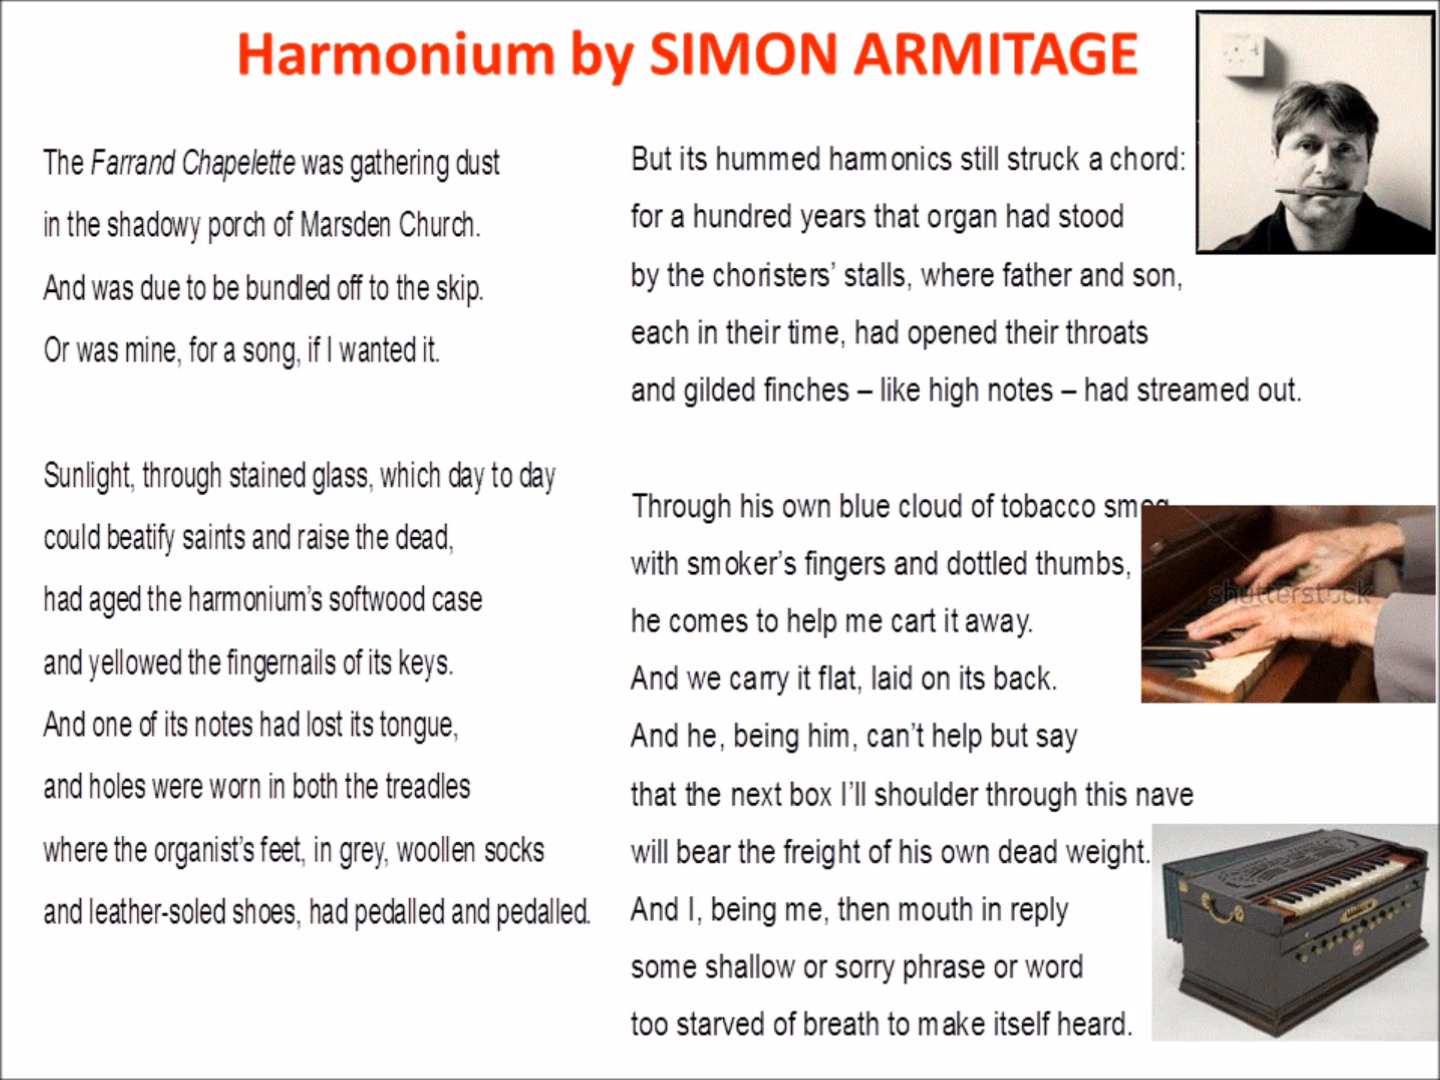 Harmonium by SIMON ARMITAGE
The Farrand Chapelette was gathering dust
in the shadowy porch of Marsden Church.
And was due to be bundled off to the skip.
Or was mine, for a song, if I wanted it.
Sunlight, through stained glass, which day to day
could beatify saints and raise the dead,
had aged the harmonium's softwood case
and yellowed the fingernails of its keys.
And one of its notes had lost its tongue,
and holes were worn in both the treadles
where the organist's feet, in grey, woollen socks
and leather-soled shoes, had pedalled and pedalled.
But its hummed harmonics still struck a chord:
for a hundred years that organ had stood
by the choristers' stalls, where father and son,
each in their time, had opened their throats
and gilded finches – like high notes – had streamed out.
Through his own blue cloud of tobacco smog
with smoker's fingers and dottled thumbs,
he comes to help me cart it away.
And we carry it flat, laid on its back.
And he, being him, can't help but say
that the next box I'll shoulder through this nave
will bear the freight of his own dead weight.
And I, being me, then mouth in reply
some shallow or sorry phrase or word
too starved of breath to make itself heard.
shutterstock